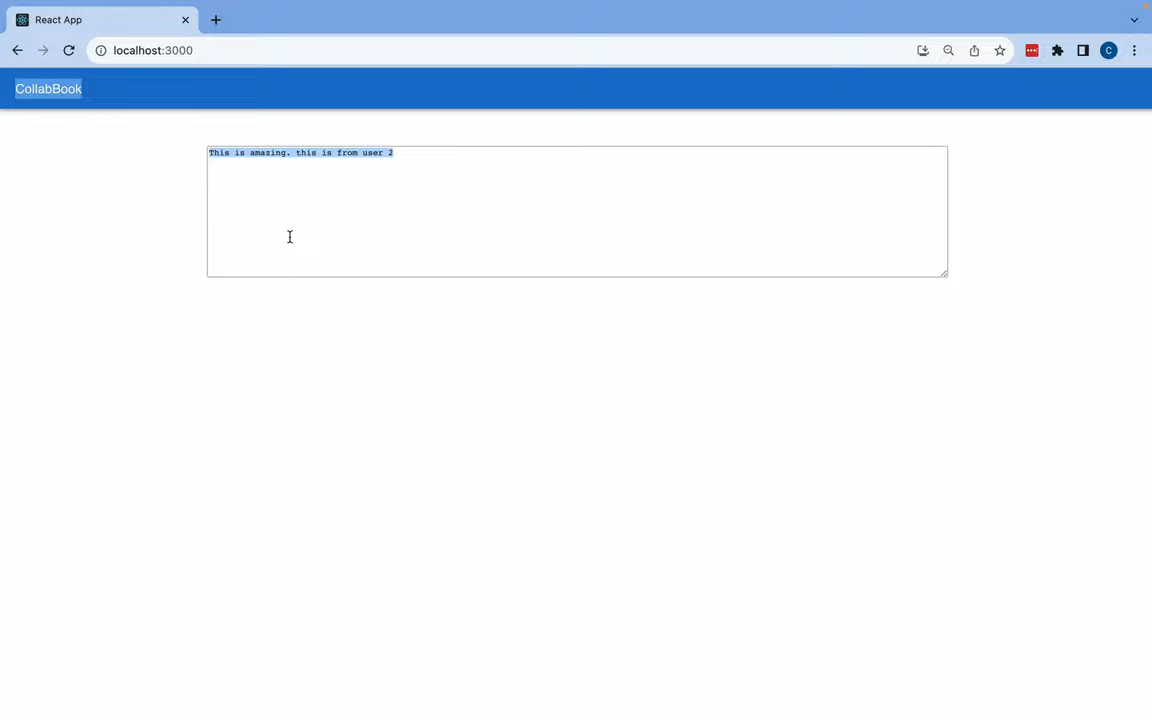 React App
localhost:3000
C
CollabBook
This is amazing. this is from user 2